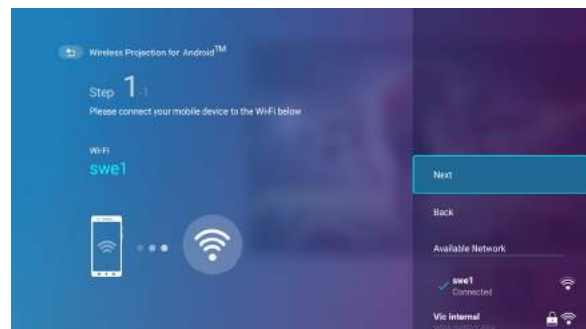 Wireless Projection for Android™
Step 1-1
Please connect your mobile device to the Wi-Fi below
Wi-Fi
swe1
Next
Back
Available Network
swe1
Connected
Vic internal